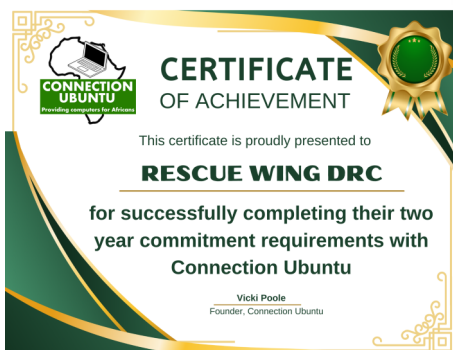 CONNECTION
UBUNTU
Providing computers for Africans
CERTIFICATE
OF ACHIEVEMENT
This certificate is proudly presented to
RESCUE WING DRC
for successfully completing their two
year commitment requirements with
Connection Ubuntu
Vicki Poole
Founder, Connection Ubuntu